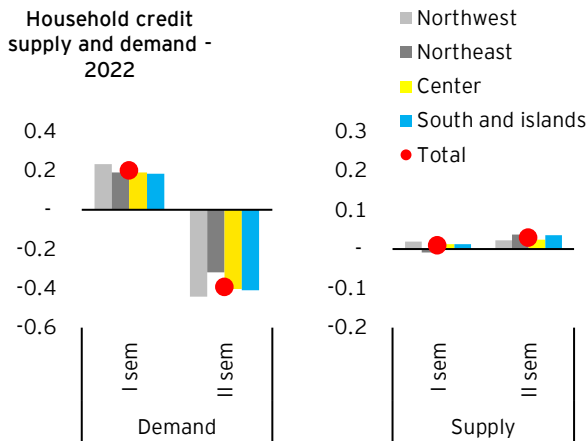 Household credit
supply and demand -
2022
Northwest
Northeast
Center
South and islands
Total
0.4
0.2
-
-0.2
-0.4
-0.6
I sem
II sem
Demand
0.3
0.2
0.1
-
-0.1
-0.2
I sem
II sem
Supply